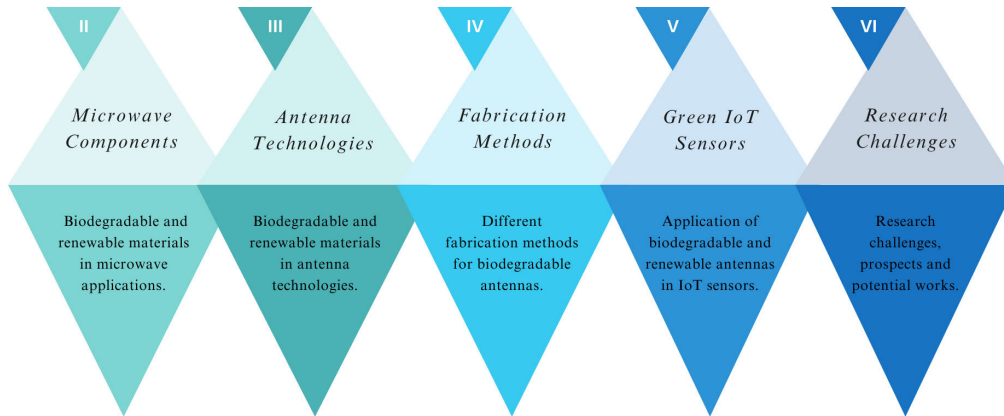 II
Microwave
Components
Biodegradable and
renewable materials
in microwave
applications.
III
Antenna
Technologies
Biodegradable and
renewable materials
in antenna
technologies.
IV
Fabrication
Methods
Different
fabrication methods
for biodegradable
antennas.
V
Green IoT
Sensors
Application of
biodegradable and
renewable antennas
in IoT sensors.
VI
Research
Challenges
Research
challenges,
prospects and
potential works.